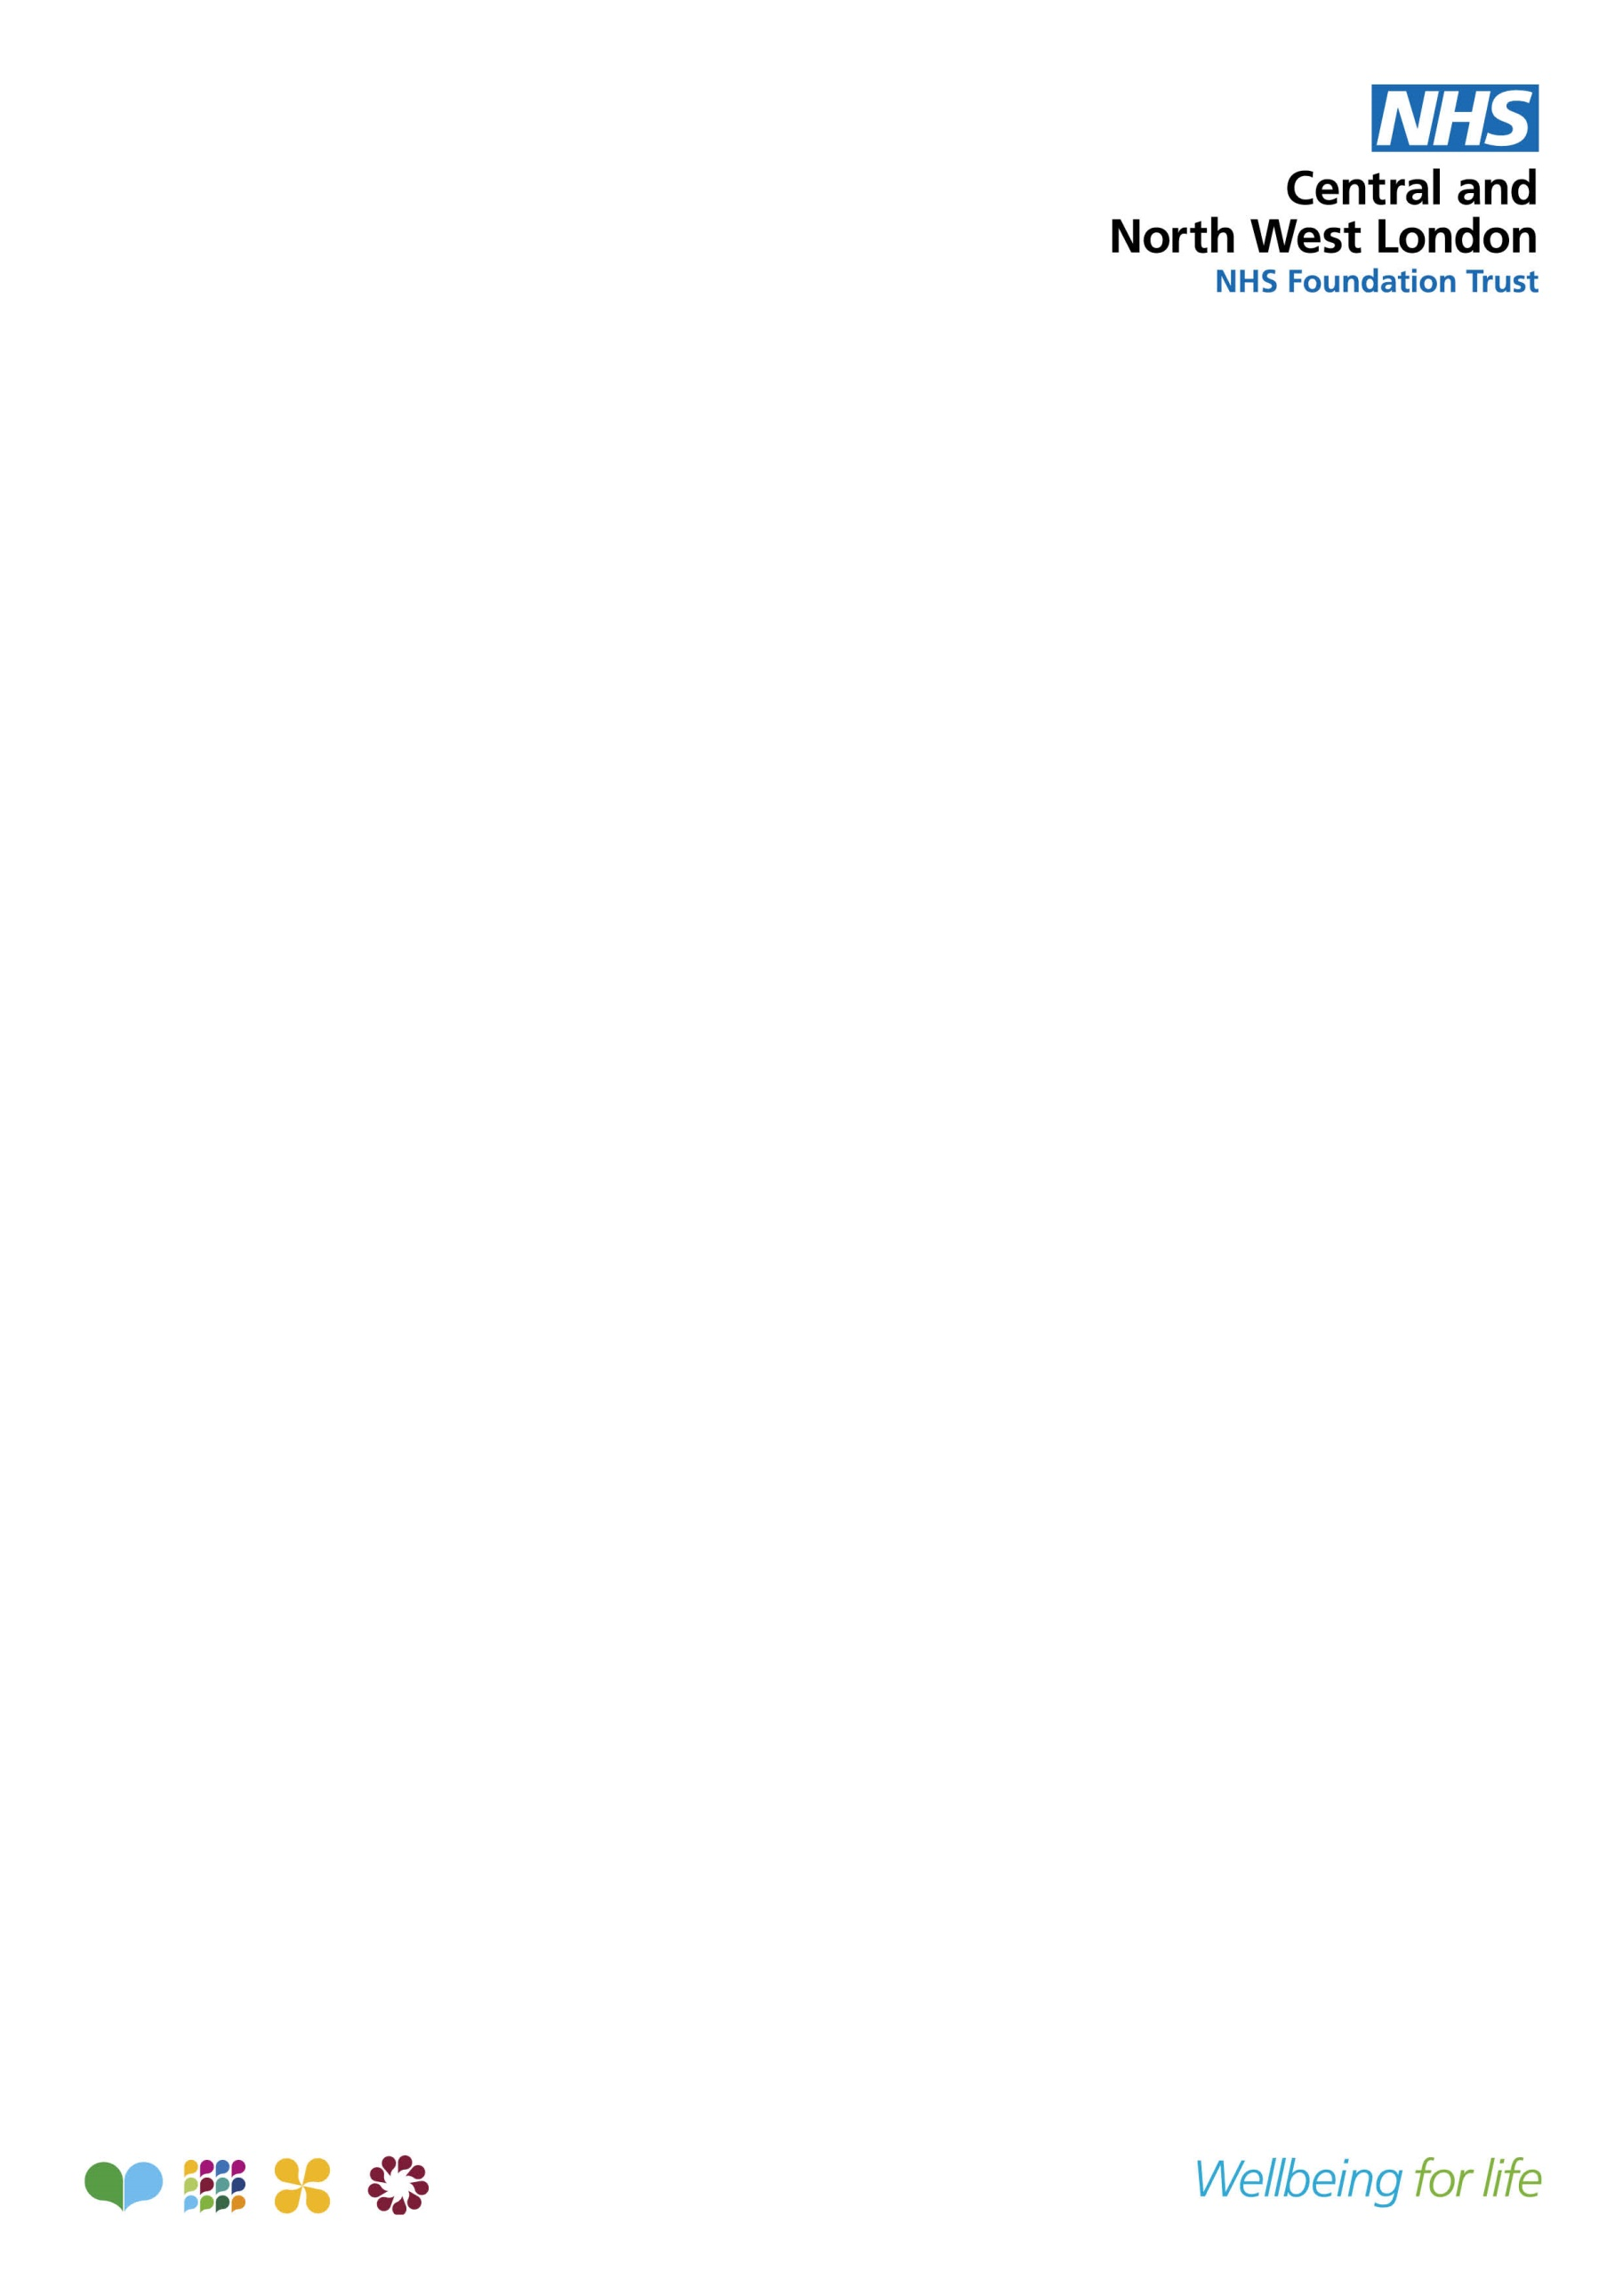 NHS
Central and
North West London
NHS Foundation Trust
Wellbeing for life